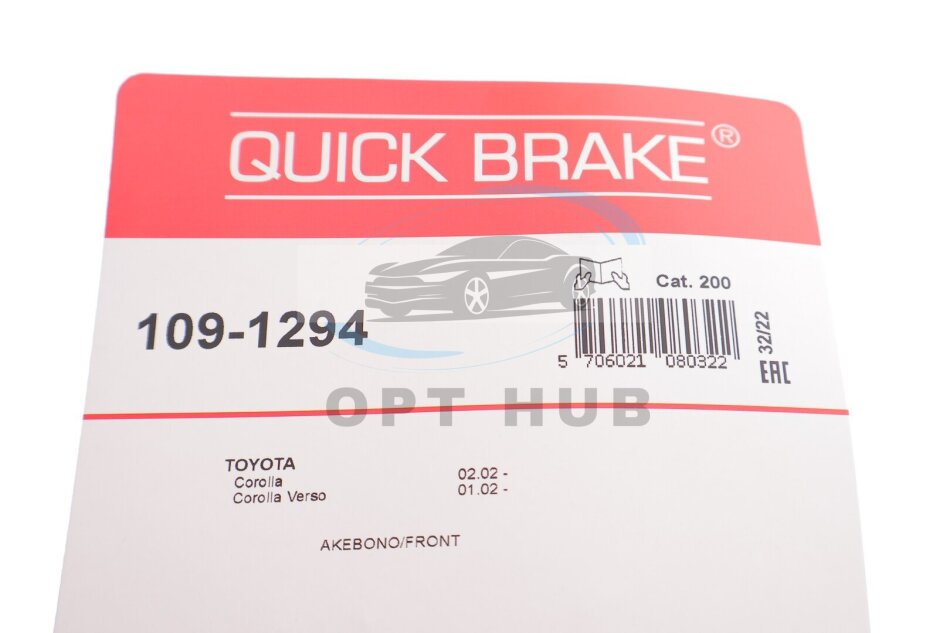 QUICK BRAKE®
Cat. 200
109-1294
5 706021 080322
32/22
EAC
OPT HUB
TOYOTA
Corolla 02.02 -
Corolla Verso 01.02 -
AKEBONO/FRONT